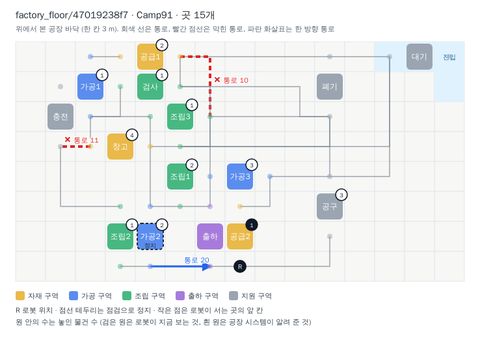 factory_floor/47019238f7 · Camp91 · 곳 15개
위에서 본 공장 바닥 (한 칸 3 m). 회색 선은 통로, 빨간 점선은 막힌 통로, 파란 화살표는 한 방향 통로
공급1 2
대기
진입
가공1 1
검사 1
✕ 통로 10
폐기
충전
조립3 1
✕ 통로 11
창고 4
조립1 2
가공3 3
공구 3
조립2 1
가공2 2
정지
출하
공급2 1
통로 20
R
자재 구역 가공 구역 조립 구역 출하 구역 지원 구역
R 로봇 위치 · 점선 테두리는 점검으로 정지 · 작은 점은 로봇이 서는 곳의 앞 칸
원 안의 수는 놓인 물건 수 (검은 원은 로봇이 지금 보는 것, 흰 원은 공장 시스템이 알려 준 것)